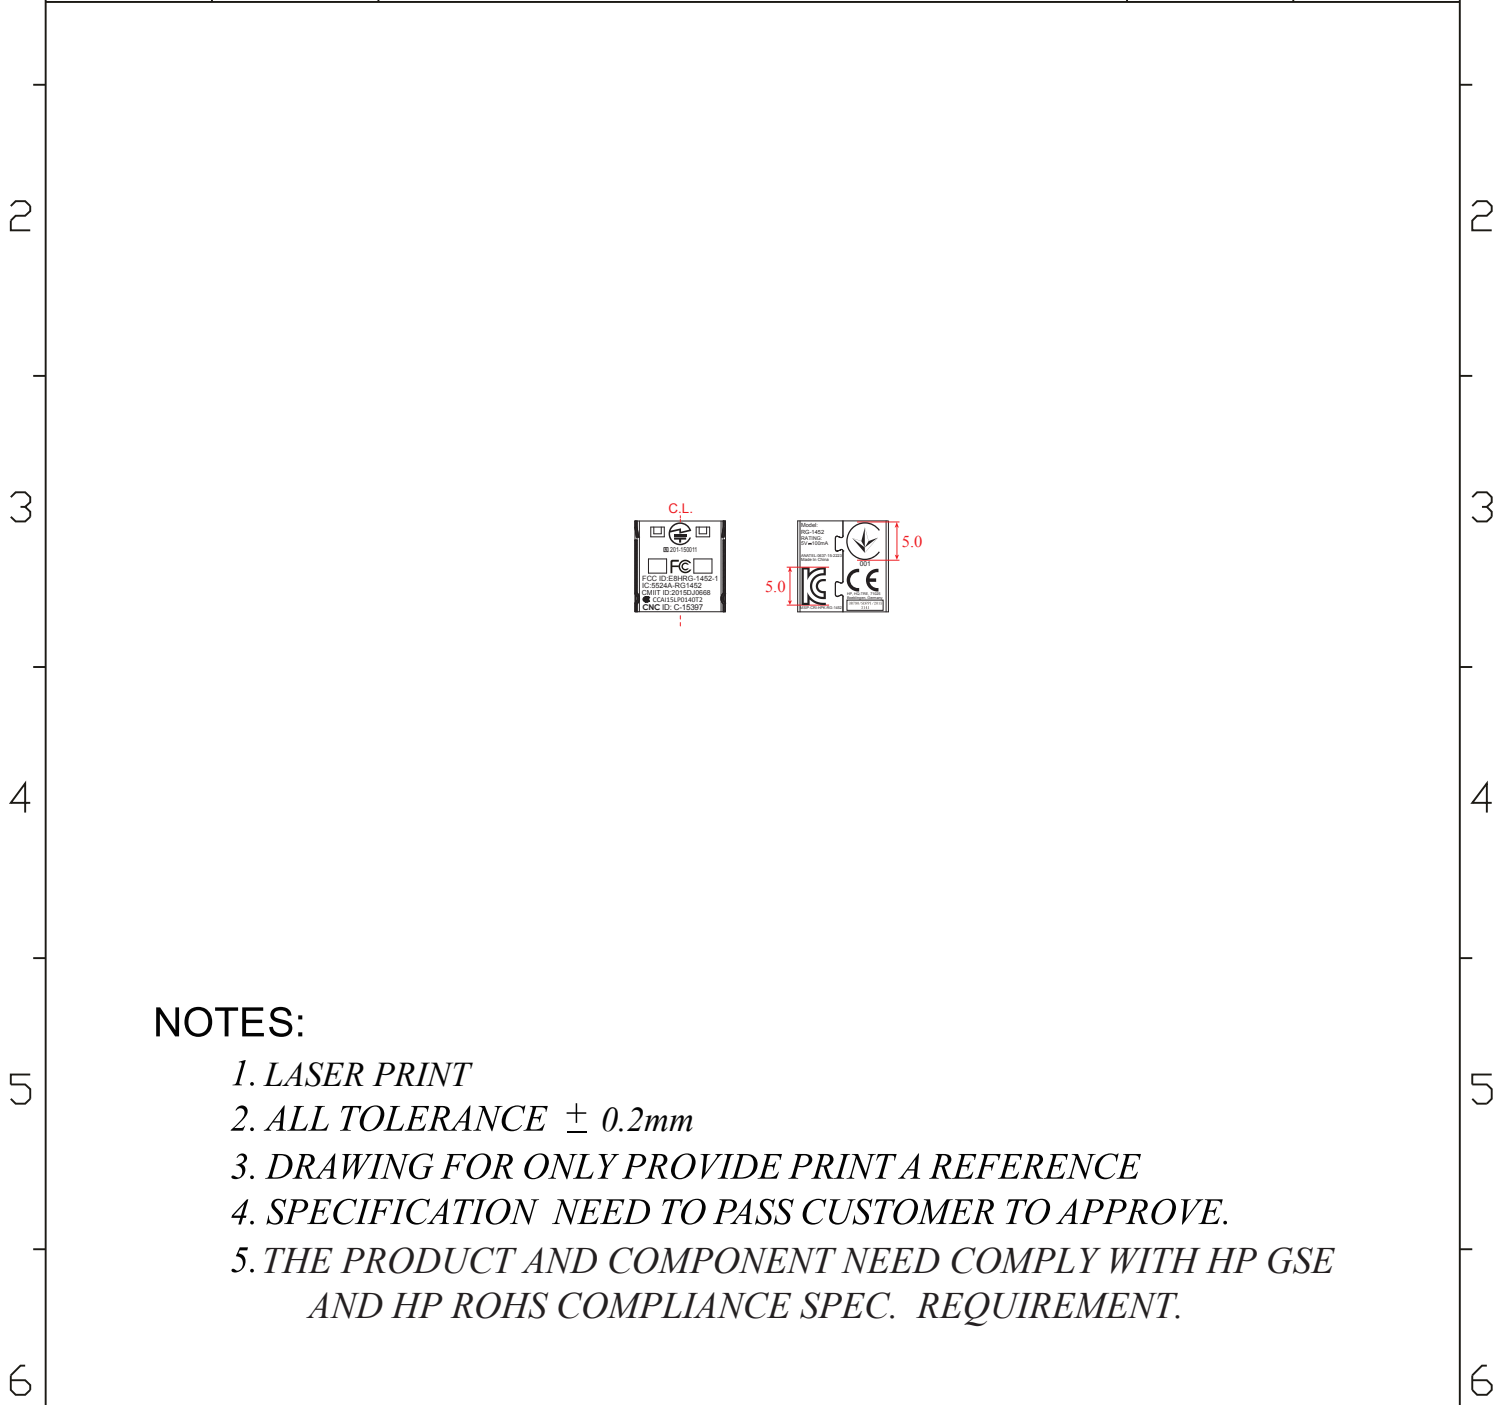 2
2
3
3
C.L.
201-150011
FC
FCC ID:E8HRG-1452-1
IC:5524A-RG1452
CMIIT ID:2015DJ0668
CCAI15LP0140T2
CNC ID: C-15397
Model:
RG-1452
RATING:
5V 100mA
Made in China
5.0
001
5.0
CE
4
4
NOTES:
1. LASER PRINT
2. ALL TOLERANCE ± 0.2mm
3. DRAWING FOR ONLY PROVIDE PRINT A REFERENCE
4. SPECIFICATION NEED TO PASS CUSTOMER TO APPROVE.
5. THE PRODUCT AND COMPONENT NEED COMPLY WITH HP GSE
AND HP ROHS COMPLIANCE SPEC. REQUIREMENT.
5
5
6
6